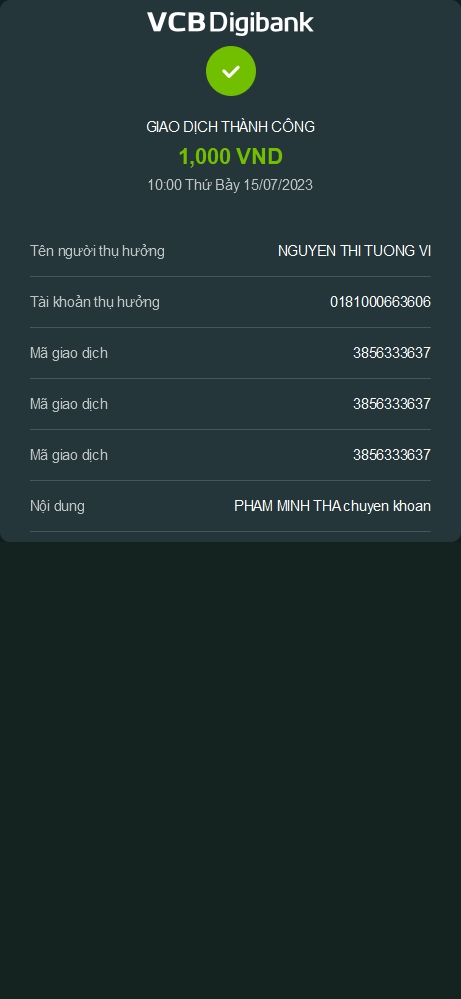 VCB Digibank
GIAO DỊCH THÀNH CÔNG
1,000 VND
10:00 Thứ Bảy 15/07/2023
Tên người thụ hưởng NGUYEN THI TUONG VI
Tài khoản thụ hưởng 0181000663606
Mã giao dịch 3856333637
Mã giao dịch 3856333637
Mã giao dịch 3856333637
Nội dung PHAM MINH THA chuyen khoan